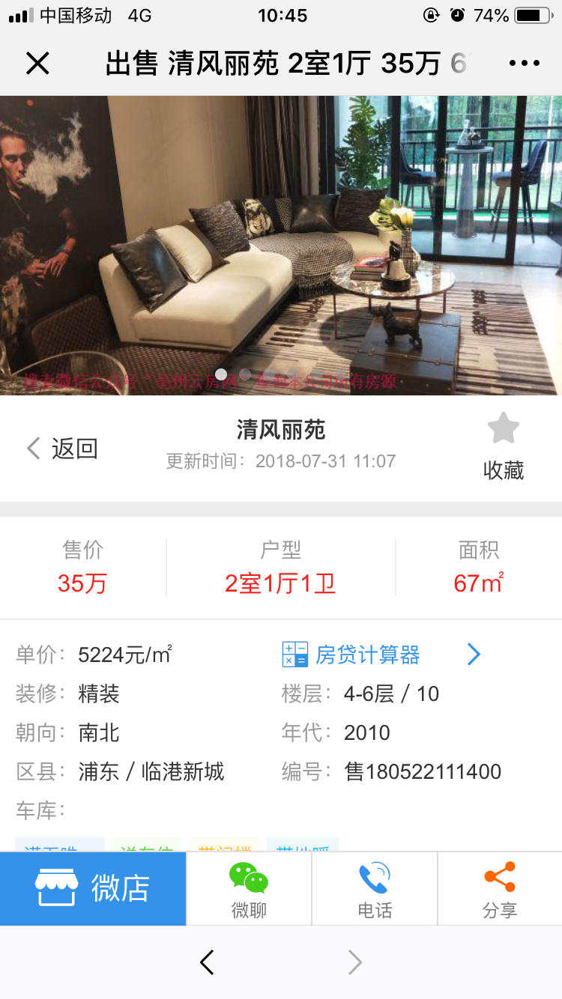 中国移动 4G 10:45 74%
出售 清风丽苑 2室1厅 35万 6
返回
清风丽苑
更新时间：2018-07-31 11:07
收藏
售价 户型 面积
35万 2室1厅1卫 67㎡
单价：5224元/㎡ 房贷计算器
装修：精装 楼层：4-6层 / 10
朝向：南北 年代：2010
区县：浦东 / 临港新城 编号：售180522111400
车库：
微店 微聊 电话 分享